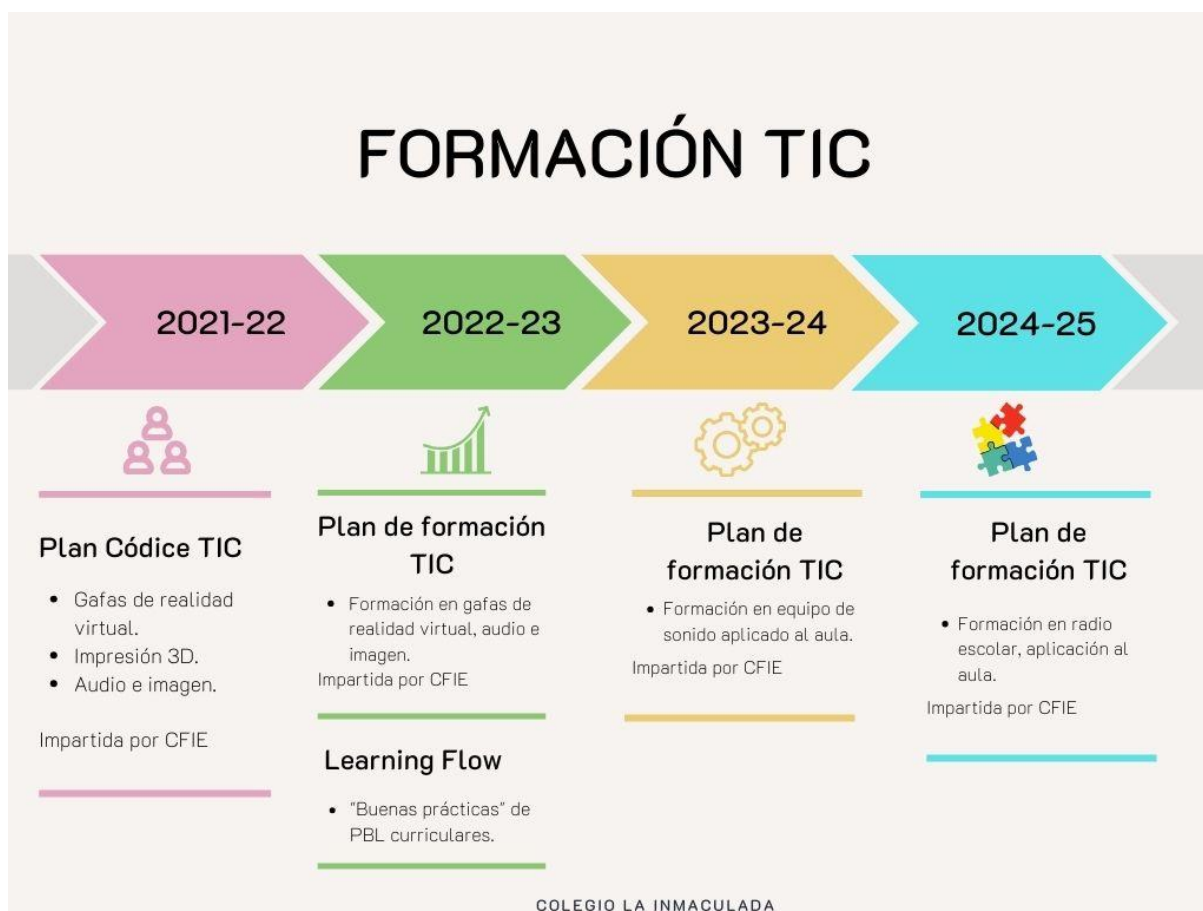 FORMACIÓN TIC
2021-22
2022-23
2023-24
2024-25
Plan Códice TIC
• Gafas de realidad
virtual.
• Impresión 3D.
• Audio e imagen.
Impartida por CFIE
Plan de formación
TIC
• Formación en gafas de
realidad virtual, audio e
imagen.
Impartida por CFIE
Learning Flow
• "Buenas prácticas" de
PBL curriculares.
Plan de
formación TIC
• Formación en equipo de
sonido aplicado al aula.
Impartida por CFIE
Plan de
formación TIC
• Formación en radio
escolar, aplicación al
aula.
Impartida por CFIE
COLEGIO LA INMACULADA